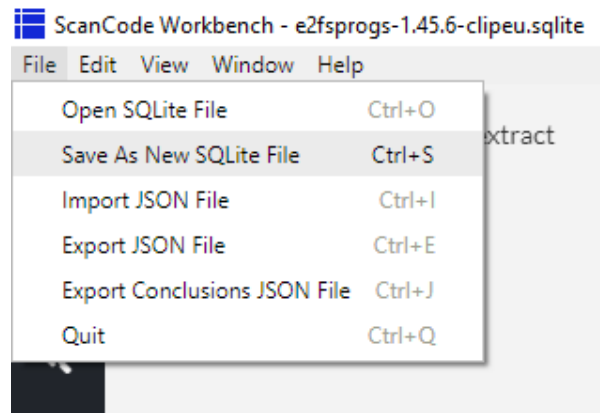 ScanCode Workbench - e2fsprogs-1.45.6-clipeu.sqlite
File Edit View Window Help
Open SQLite File Ctrl+O
xtract
Save As New SQLite File Ctrl+S
Import JSON File Ctrl+I
Export JSON File Ctrl+E
Export Conclusions JSON File Ctrl+J
Quit Ctrl+Q